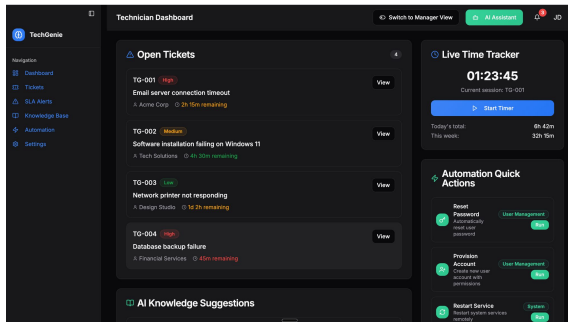 TechGenie
Navigation
Dashboard
Tickets
SLA Alerts
Knowledge Base
Automation
Settings
Technician Dashboard
Switch to Manager View
AI Assistant
JD
Open Tickets
4
TG-001 High
Email server connection timeout
Acme Corp 2h 15m remaining
View
TG-002 Medium
Software installation failing on Windows 11
Tech Solutions 4h 30m remaining
View
TG-003 Low
Network printer not responding
Design Studio 1d 2h remaining
View
TG-004 High
Database backup failure
Financial Services 45m remaining
View
AI Knowledge Suggestions
Live Time Tracker
01:23:45
Current session: TG-001
Start Timer
Today's total: 6h 42m
This week: 32h 15m
Automation Quick
Actions
Reset
Password
User Management
Automatically
reset user
password
Run
Provision
Account
User Management
Create new user
account with
permissions
Run
Restart Service
System
Restart system services
remotely
Run